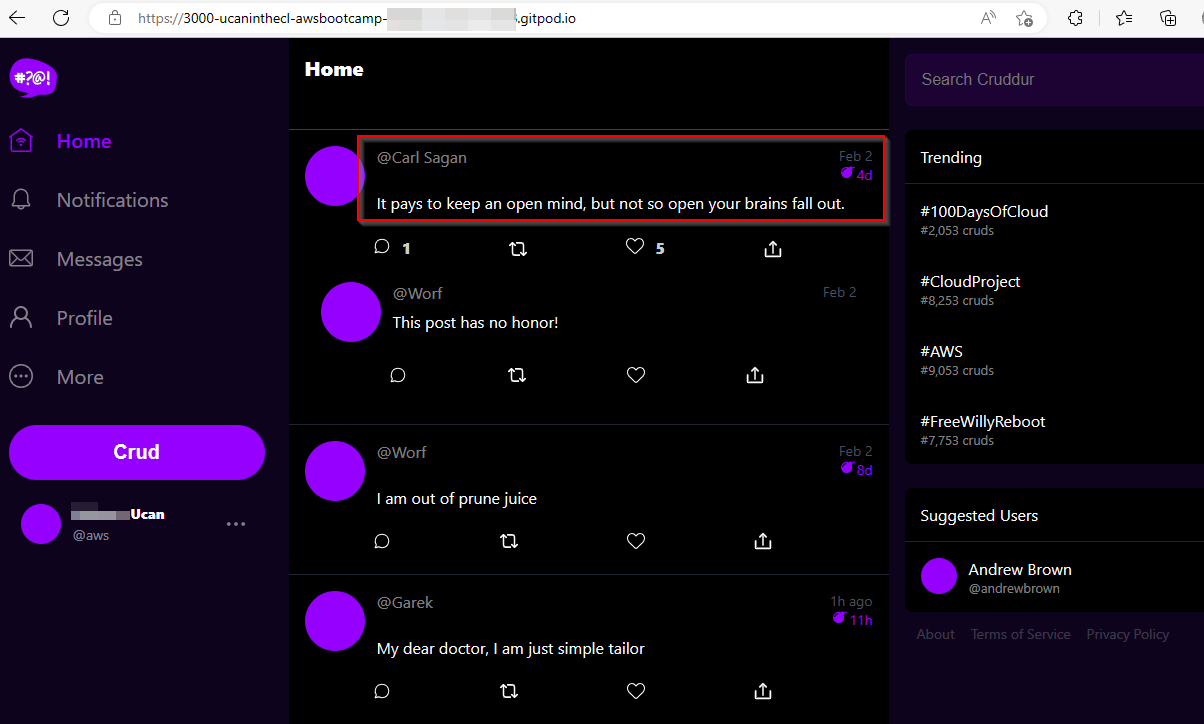 https://3000-ucaninthecl-awsbootcamp-
.gitpod.io
#?@!
Home
Notifications
Messages
Profile
More
Crud
Ucan
@aws
Home
@Carl Sagan
Feb 2
4d
It pays to keep an open mind, but not so open your brains fall out.
1
5
@Worf
Feb 2
This post has no honor!
@Worf
Feb 2
8d
I am out of prune juice
@Garek
1h ago
11h
My dear doctor, I am just simple tailor
Search Cruddur
Trending
#100DaysOfCloud
#2,053 cruds
#CloudProject
#8,253 cruds
#AWS
#9,053 cruds
#FreeWillyReboot
#7,753 cruds
Suggested Users
Andrew Brown
@andrewbrown
About Terms of Service Privacy Policy